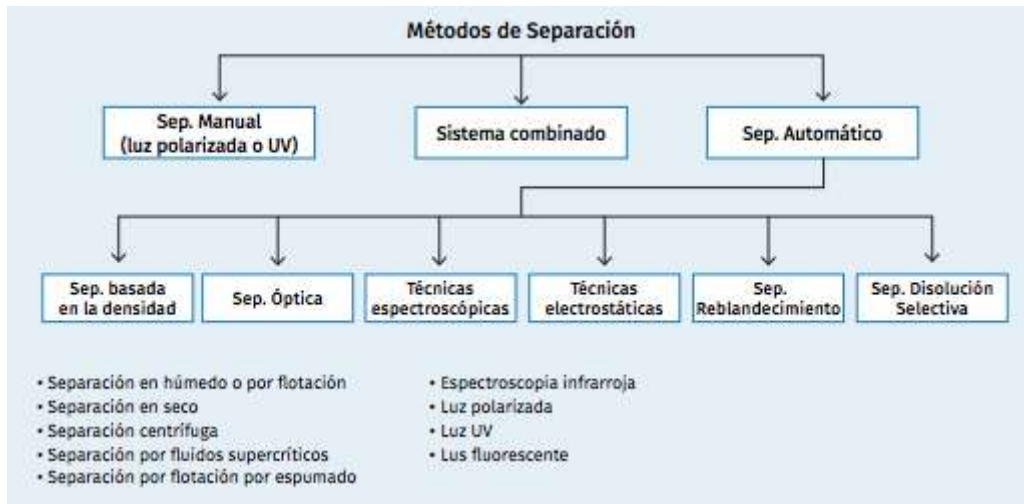 Métodos de Separación
Sep. Manual
(luz polarizada o UV)
Sistema combinado
Sep. Automático
Sep. basada
en la densidad
Sep. Óptica
Técnicas
espectroscópicas
Técnicas
electrostáticas
Sep.
Reblandecimiento
Sep. Disolución
Selectiva
• Separación en húmedo o por flotación
• Separación en seco
• Separación centrífuga
• Separación por fluidos supercríticos
• Separación por flotación por espumado
• Espectroscopia infrarroja
• Luz polarizada
• Luz UV
• Lus fluorescente